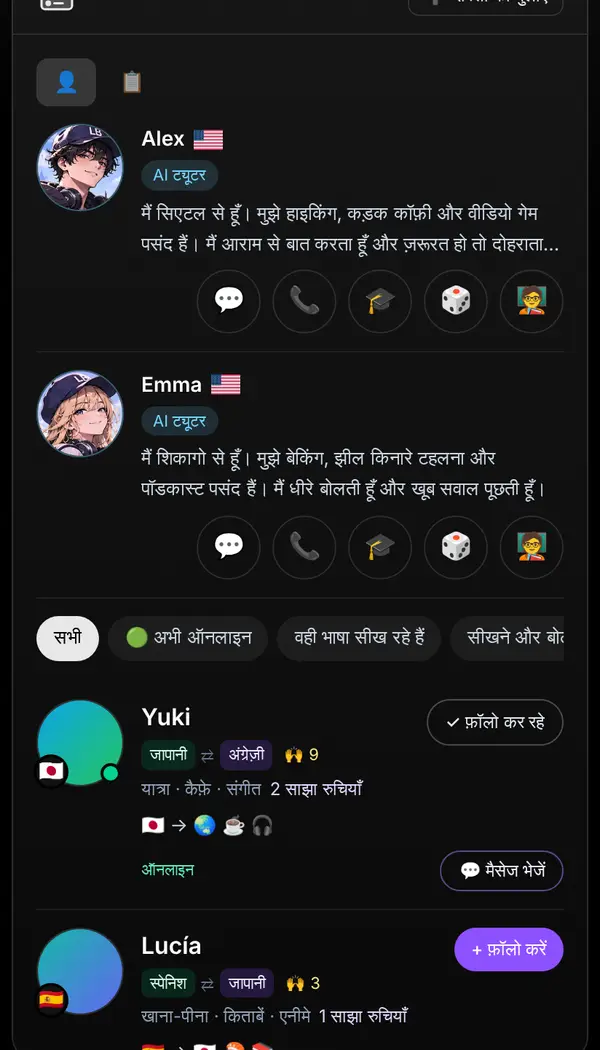 Alex
AI ट्यूटर
मैं सिएटल से हूँ। मुझे हाइकिंग, कड़क कॉफ़ी और वीडियो गेम
पसंद हैं। मैं आराम से बात करता हूँ और ज़रूरत हो तो दोहराता...
Emma
AI ट्यूटर
मैं शिकागो से हूँ। मुझे बेकिंग, झील किनारे टहलना और
पॉडकास्ट पसंद हैं। मैं धीरे बोलती हूँ और खूब सवाल पूछती हूँ।
सभी
🟢 अभी ऑनलाइन
वही भाषा सीख रहे हैं
सीखने और
Yuki
✓ फ़ॉलो कर रहे
जापानी ⇄ अंग्रेज़ी 🙌 9
यात्रा · कैफ़े · संगीत 2 साझा रुचियाँ
🇯🇵 → 🌏 ☕ 🎧
ऑनलाइन
💬 मैसेज भेजें
Lucía
+ फ़ॉलो करें
स्पेनिश ⇄ जापानी 🙌 3
खाना-पीना · किताबें · एनीमे 1 साझा रुचियाँ